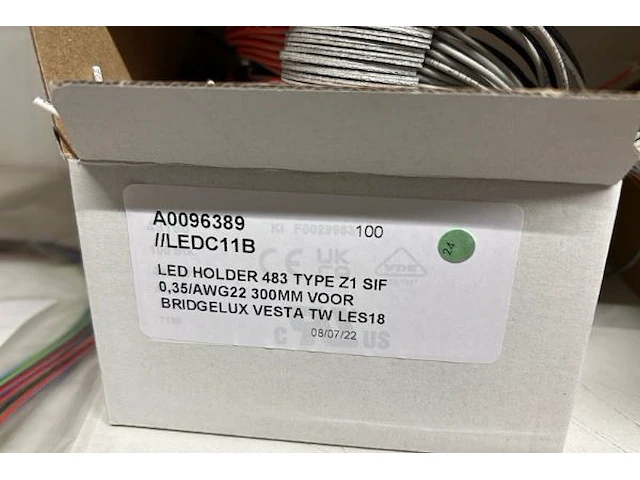 A0096389 100
//LEDC11B
24
LED HOLDER 483 TYPE Z1 SIF
0,35/AWG22 300MM VOOR
BRIDGELUX VESTA TW LES18
08/07/22